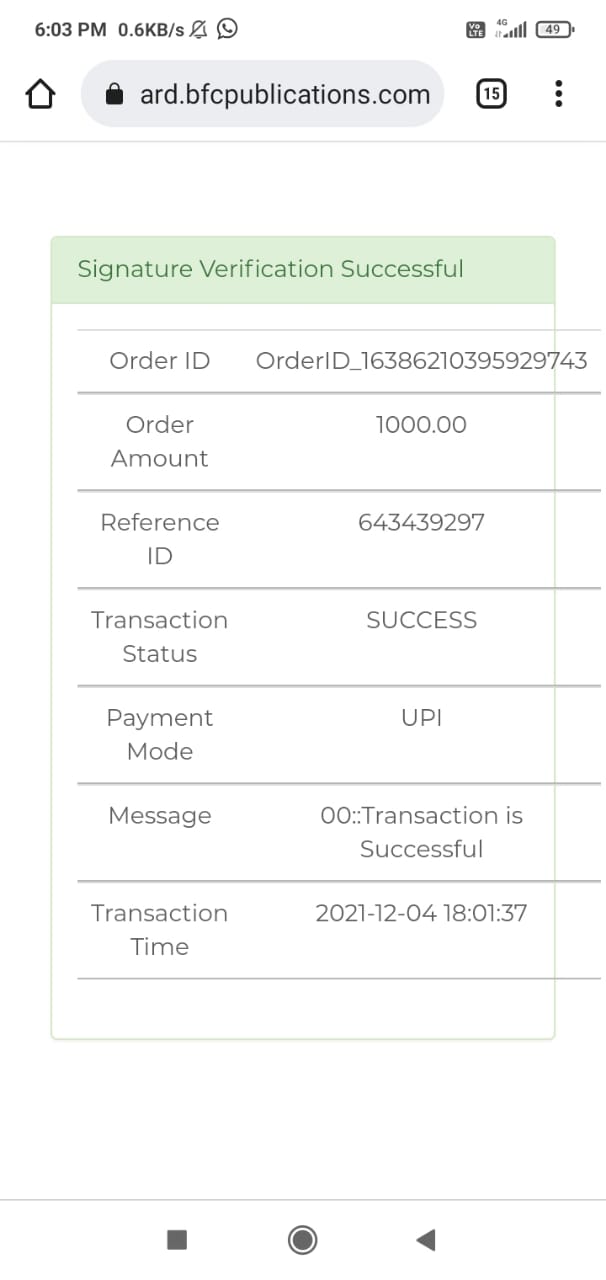 6:03 PM 0.6KB/s
Vo LTE 4G 49
ard.bfcpublications.com 15
Signature Verification Successful
Order ID OrderID_16386210395929743
Order 1000.00
Amount
Reference 643439297
ID
Transaction SUCCESS
Status
Payment UPI
Mode
Message 00::Transaction is
Successful
Transaction 2021-12-04 18:01:37
Time